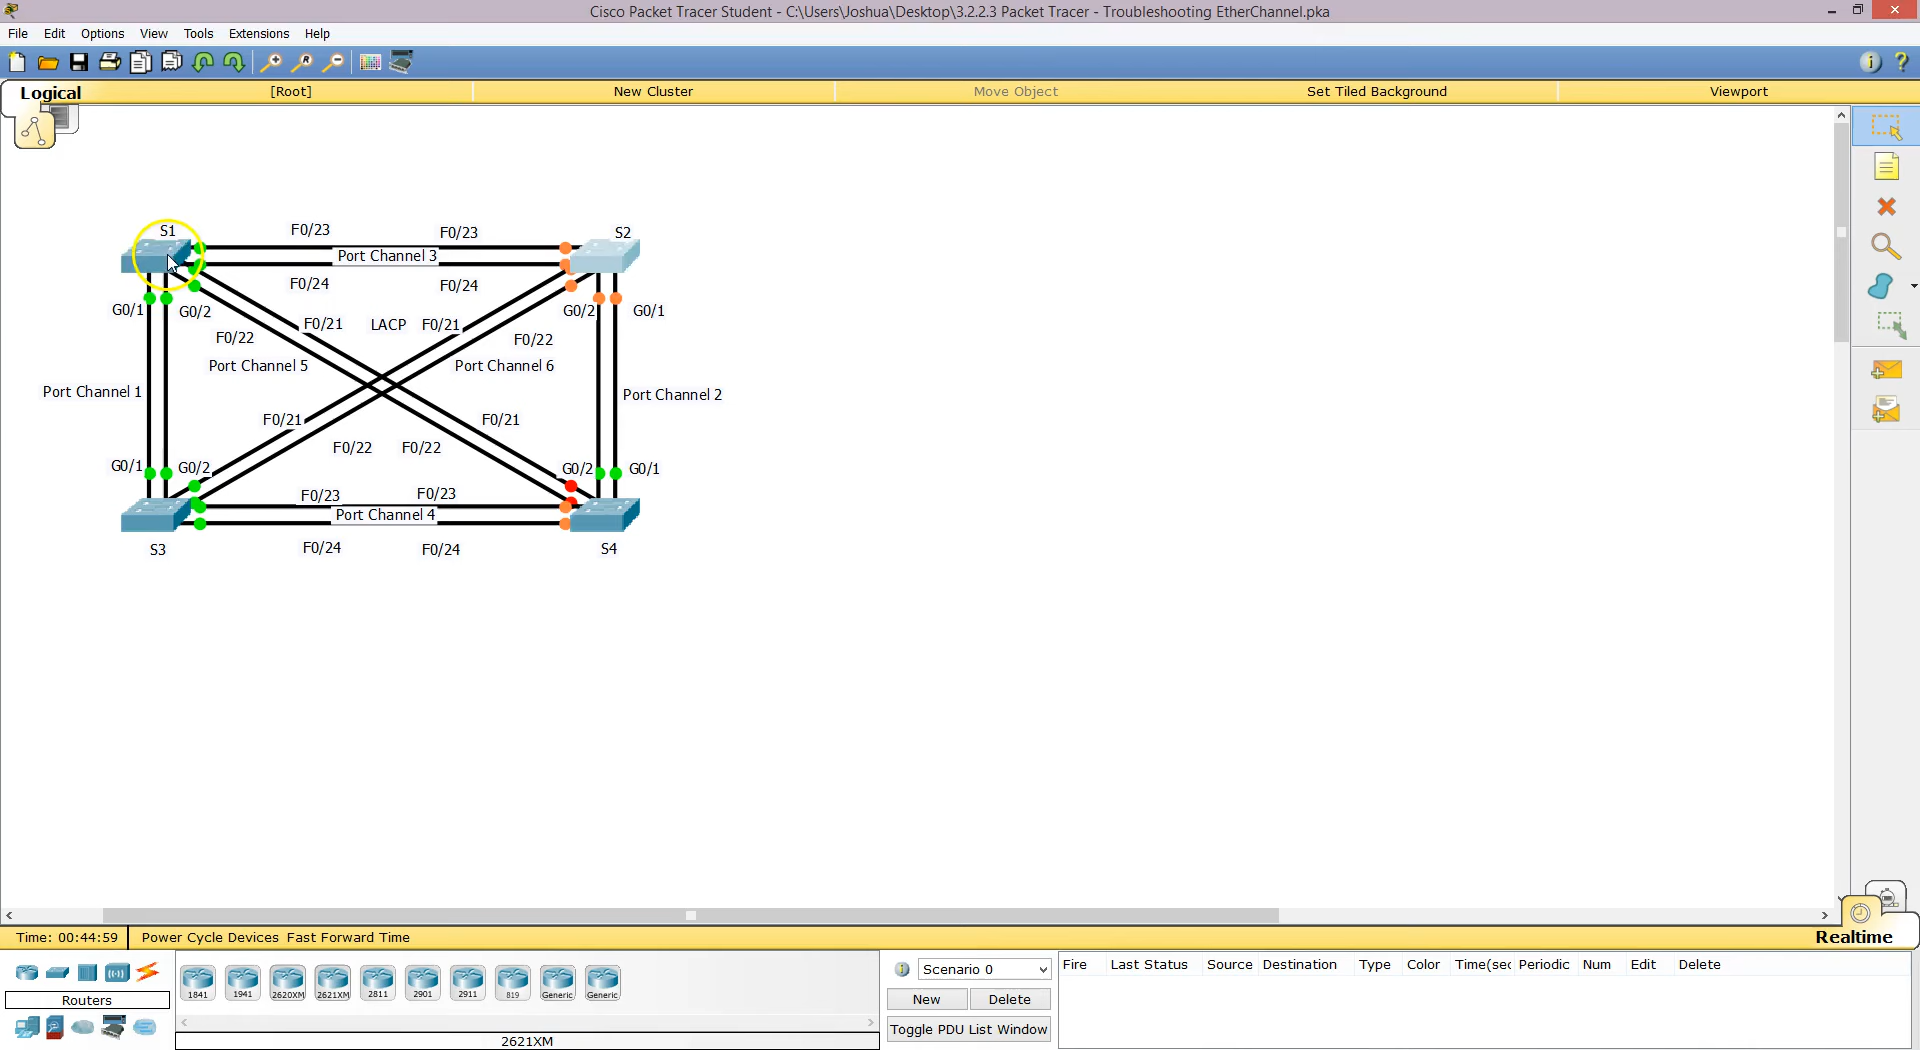 Cisco Packet Tracer Student - C:\Users\Joshua\Desktop\3.2.2.3 Packet Tracer - Troubleshooting EtherChannel.pka
File Edit Options View Tools Extensions Help
Logical [Root] New Cluster Move Object Set Tiled Background Viewport
S1 F0/23 F0/23 S2
Port Channel 3
F0/24 F0/24
G0/1 G0/2 G0/2 G0/1
F0/21 LACP F0/21
F0/22 F0/22
Port Channel 5 Port Channel 6
Port Channel 1 Port Channel 2
F0/21 F0/21
F0/22 F0/22
G0/1 G0/2 G0/2 G0/1
F0/23 F0/23
Port Channel 4
S3 F0/24 F0/24 S4
Time: 00:44:59 Power Cycle Devices Fast Forward Time Realtime
Routers
1841 1941 2620XM 2621XM 2811 2901 2911 819 Generic Generic
2621XM
Scenario 0
New Delete
Toggle PDU List Window
Fire Last Status Source Destination Type Color Time(sec Periodic Num Edit Delete